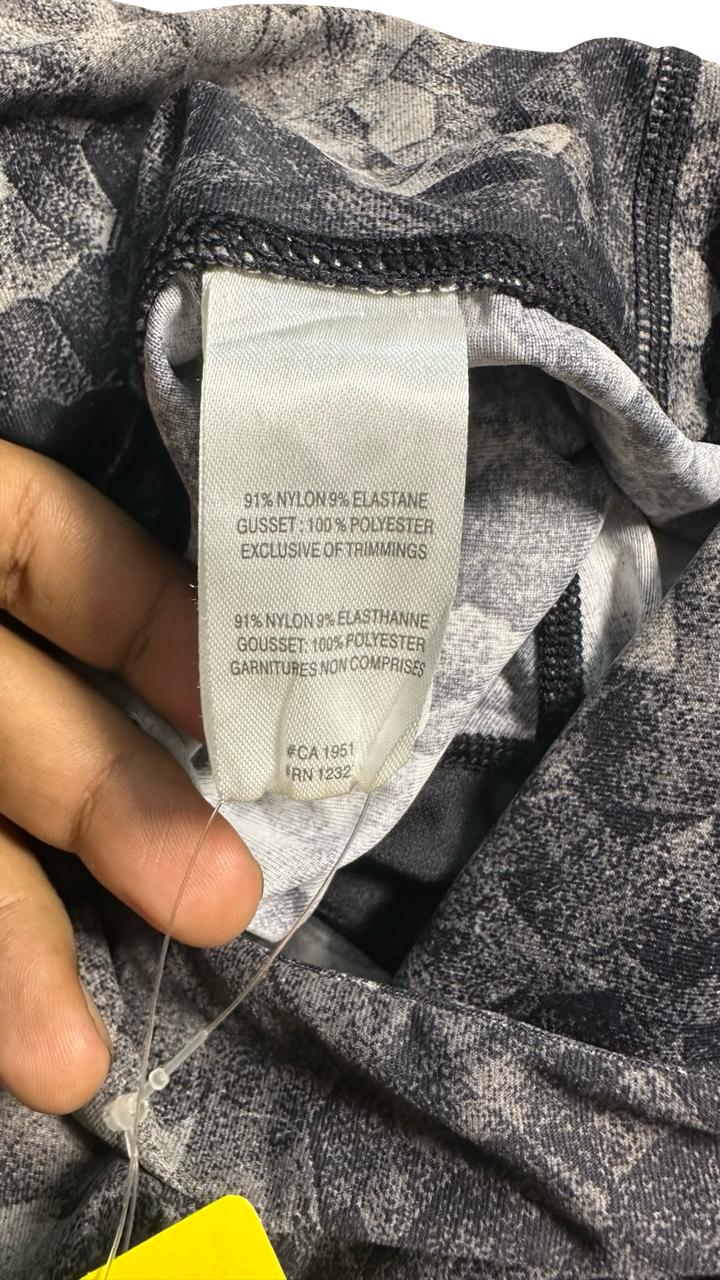 91% NYLON 9% ELASTANE
GUSSET : 100 % POLYESTER
EXCLUSIVE OF TRIMMINGS
91% NYLON 9% ÉLASTHANNE
GOUSSET: 100% POLYESTER
GARNITURES NON COMPRISES
#CA 1951
RN 1232